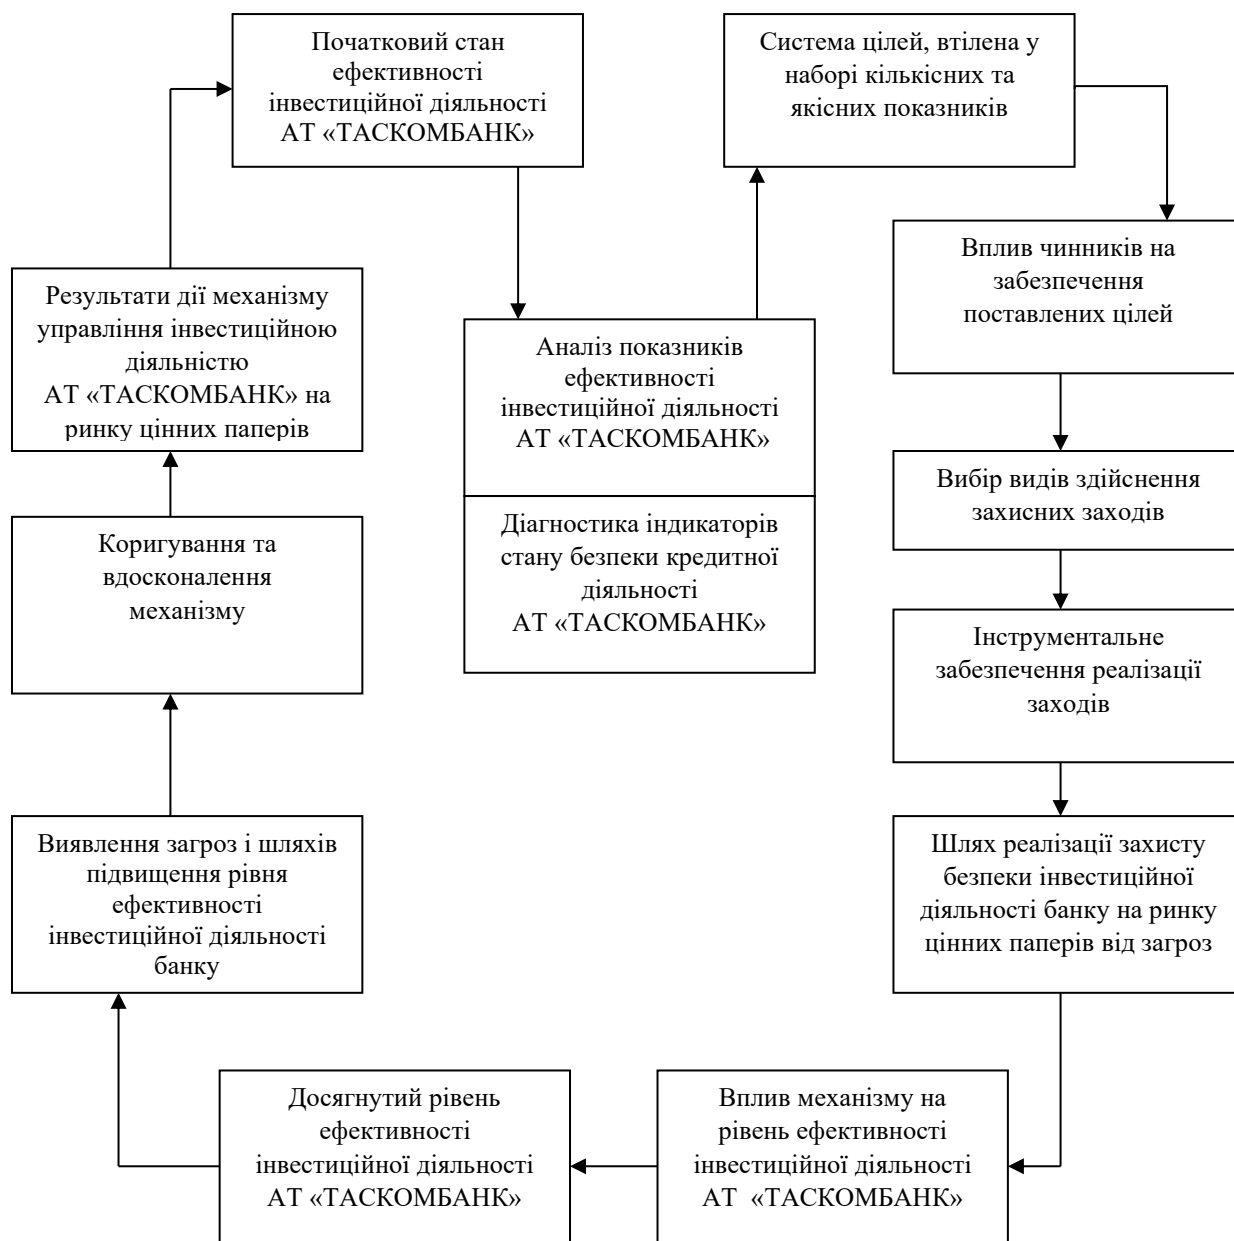 Початковий стан
ефективності
інвестиційної діяльності
АТ «ТАСКОМБАНК»
Система цілей, втілена у
наборі кількісних та
якісних показників
Вплив чинників на
забезпечення
поставлених цілей
Результати дії механізму
управління інвестиційною
діяльністю
АТ «ТАСКОМБАНК» на
ринку цінних паперів
Аналіз показників
ефективності
інвестиційної діяльності
АТ «ТАСКОМБАНК»
Вибір видів здійснення
захисних заходів
Діагностика індикаторів
стану безпеки кредитної
діяльності
АТ «ТАСКОМБАНК»
Коригування та
вдосконалення
механізму
Інструментальне
забезпечення реалізації
заходів
Виявлення загроз і шляхів
підвищення рівня
ефективності
інвестиційної діяльності
банку
Шлях реалізації захисту
безпеки інвестиційної
діяльності банку на ринку
цінних паперів від загроз
Досягнутий рівень
ефективності
інвестиційної діяльності
АТ «ТАСКОМБАНК»
Вплив механізму на
рівень ефективності
інвестиційної діяльності
АТ «ТАСКОМБАНК»